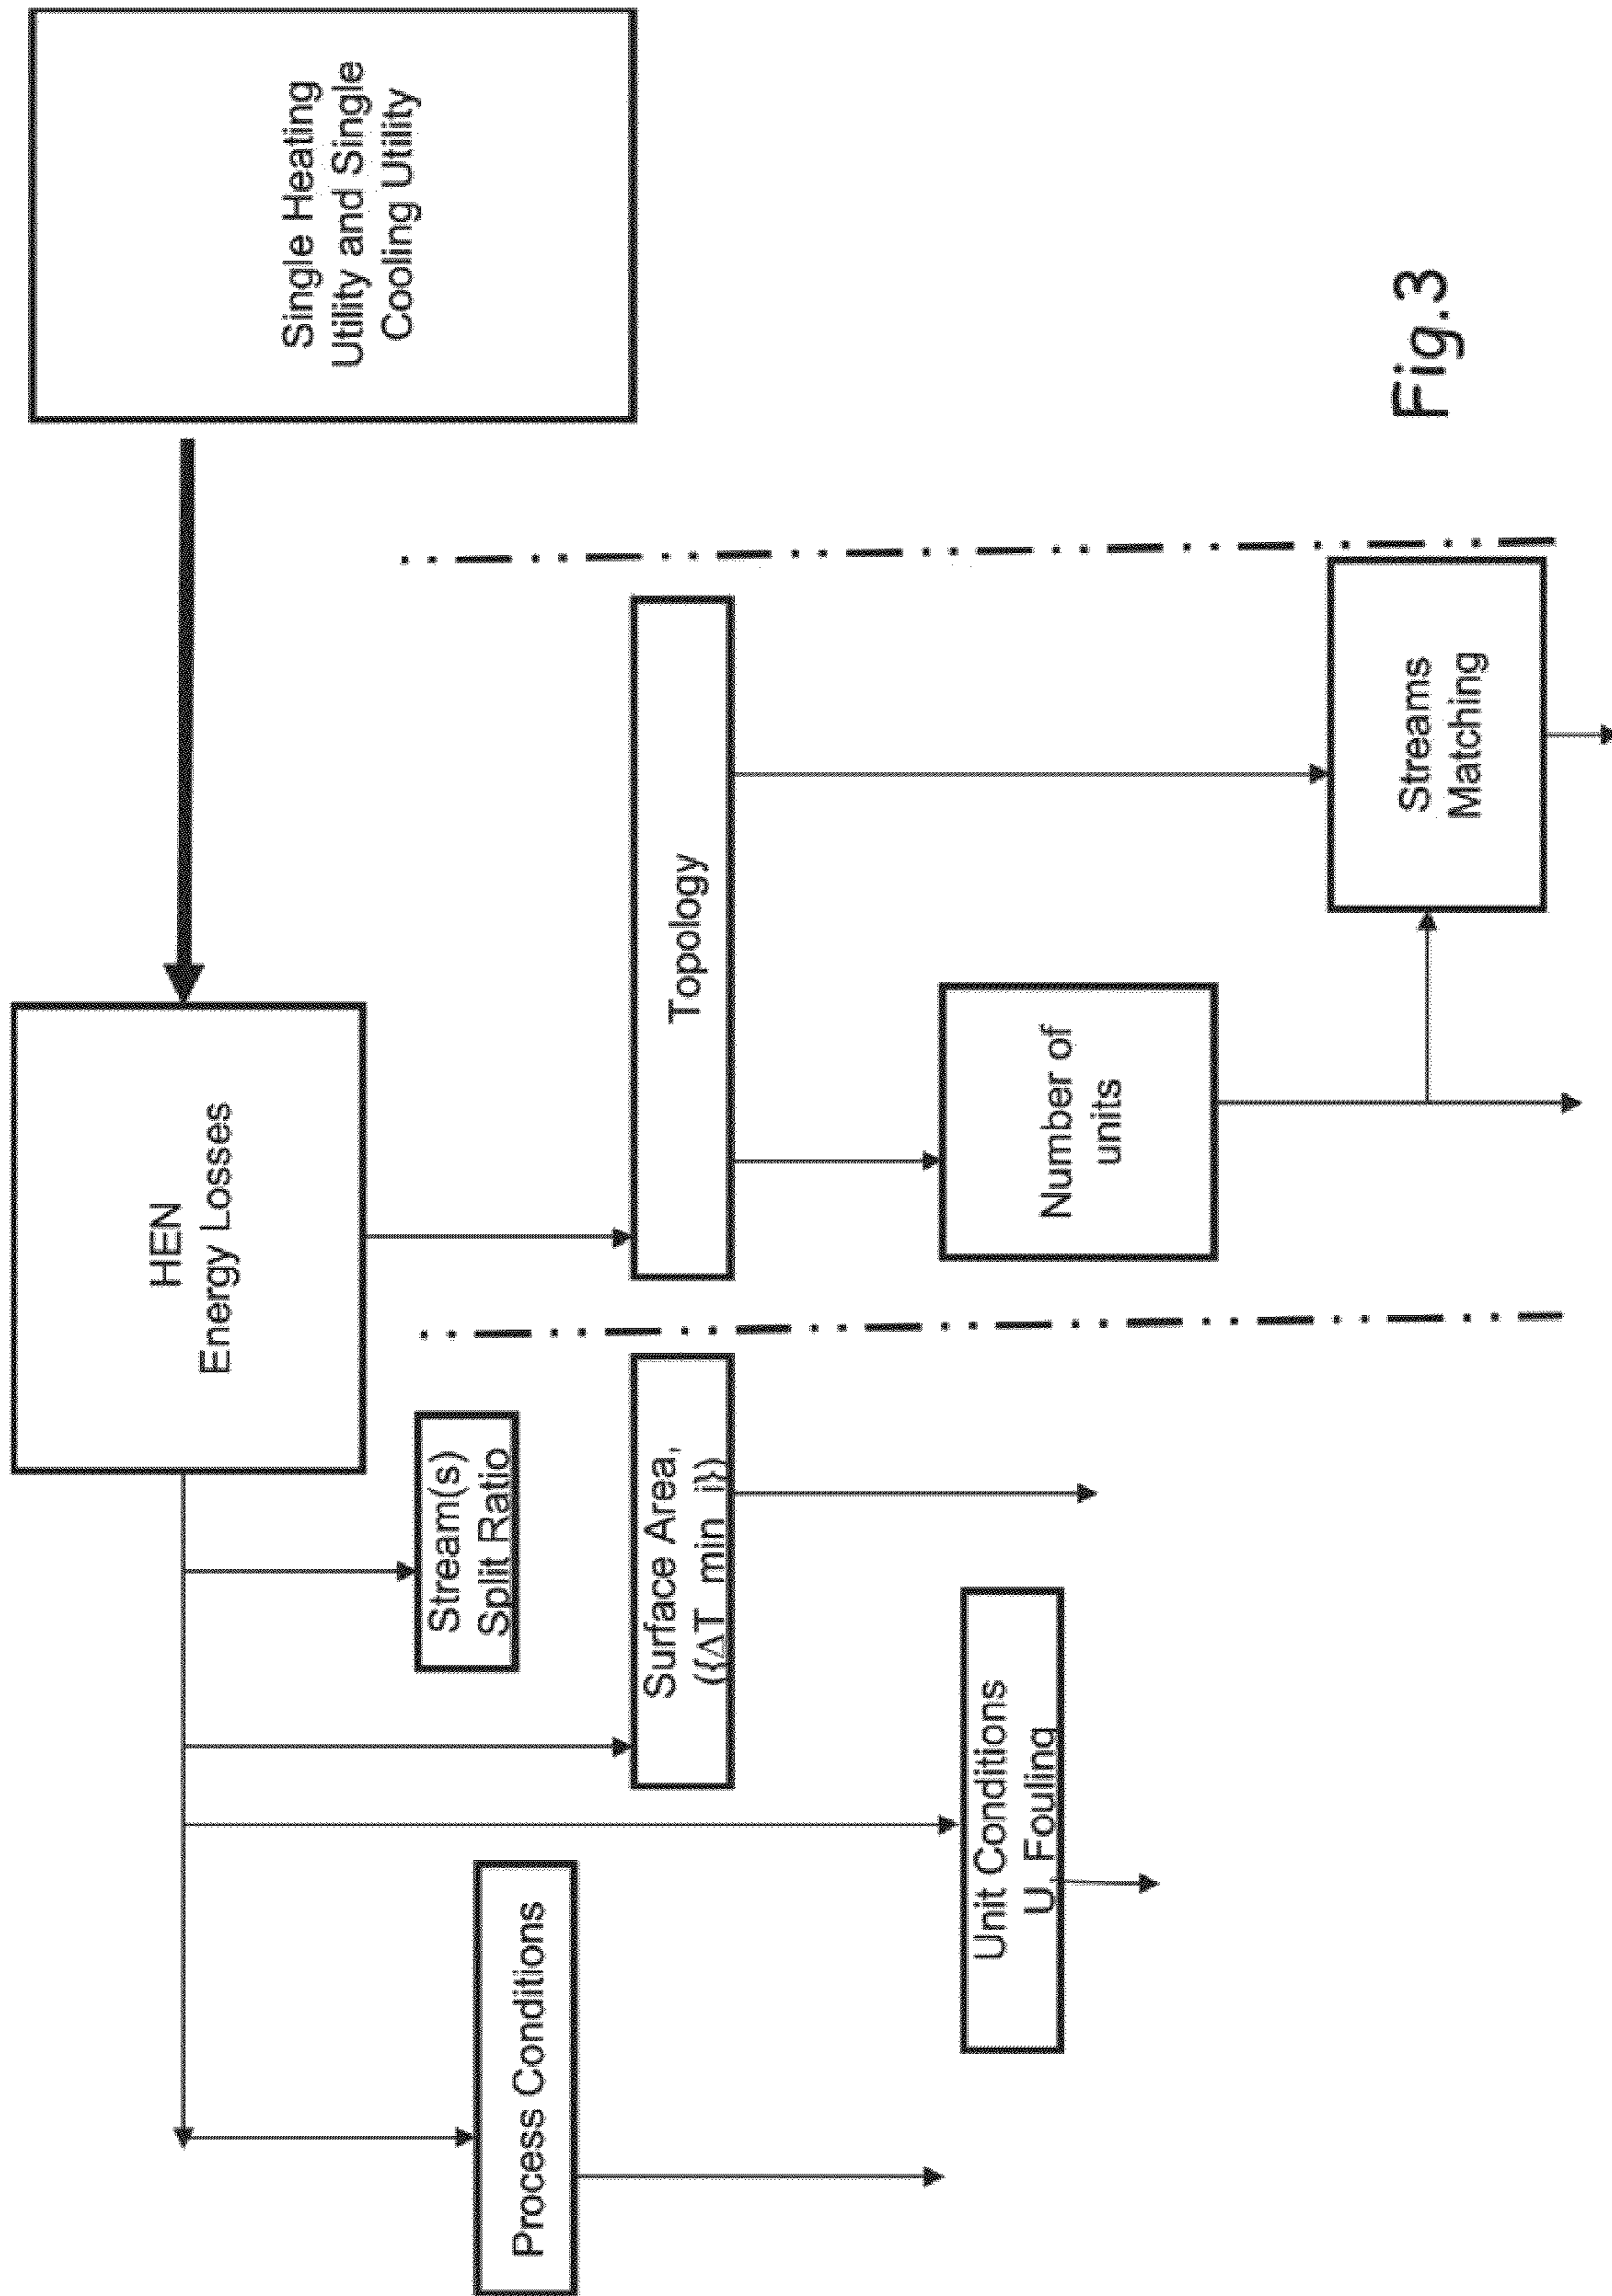 HEN
Energy Losses
Single Heating
Utility and Single
Cooling Utility
Stream(s)
Split Ratio
Process Conditions
Surface Area,
({ΔT_min_i})
Topology
Unit Conditions
U, Fouling
Number of
units
Streams
Matching
Fig.3